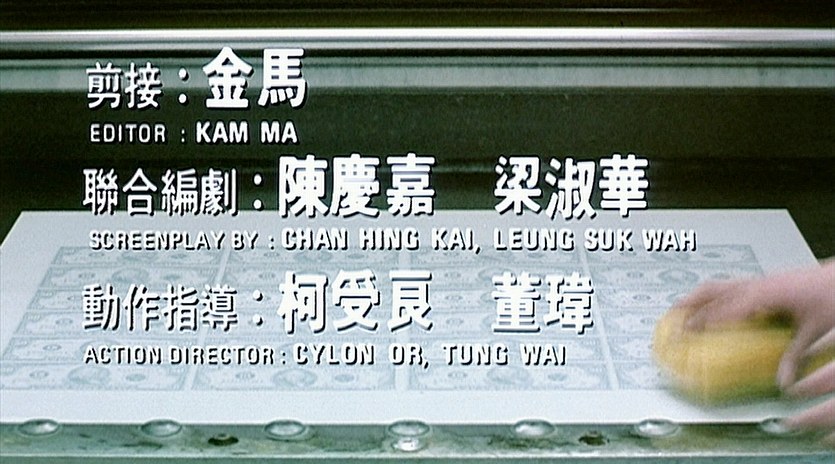 剪接：金馬
EDITOR : KAM MA
聯合編劇：陳慶嘉 梁淑華
SCREENPLAY BY : CHAN HING KAI, LEUNG SUK WAH
動作指導：柯受良 董瑋
ACTION DIRECTOR : CYLON OR, TUNG WAI